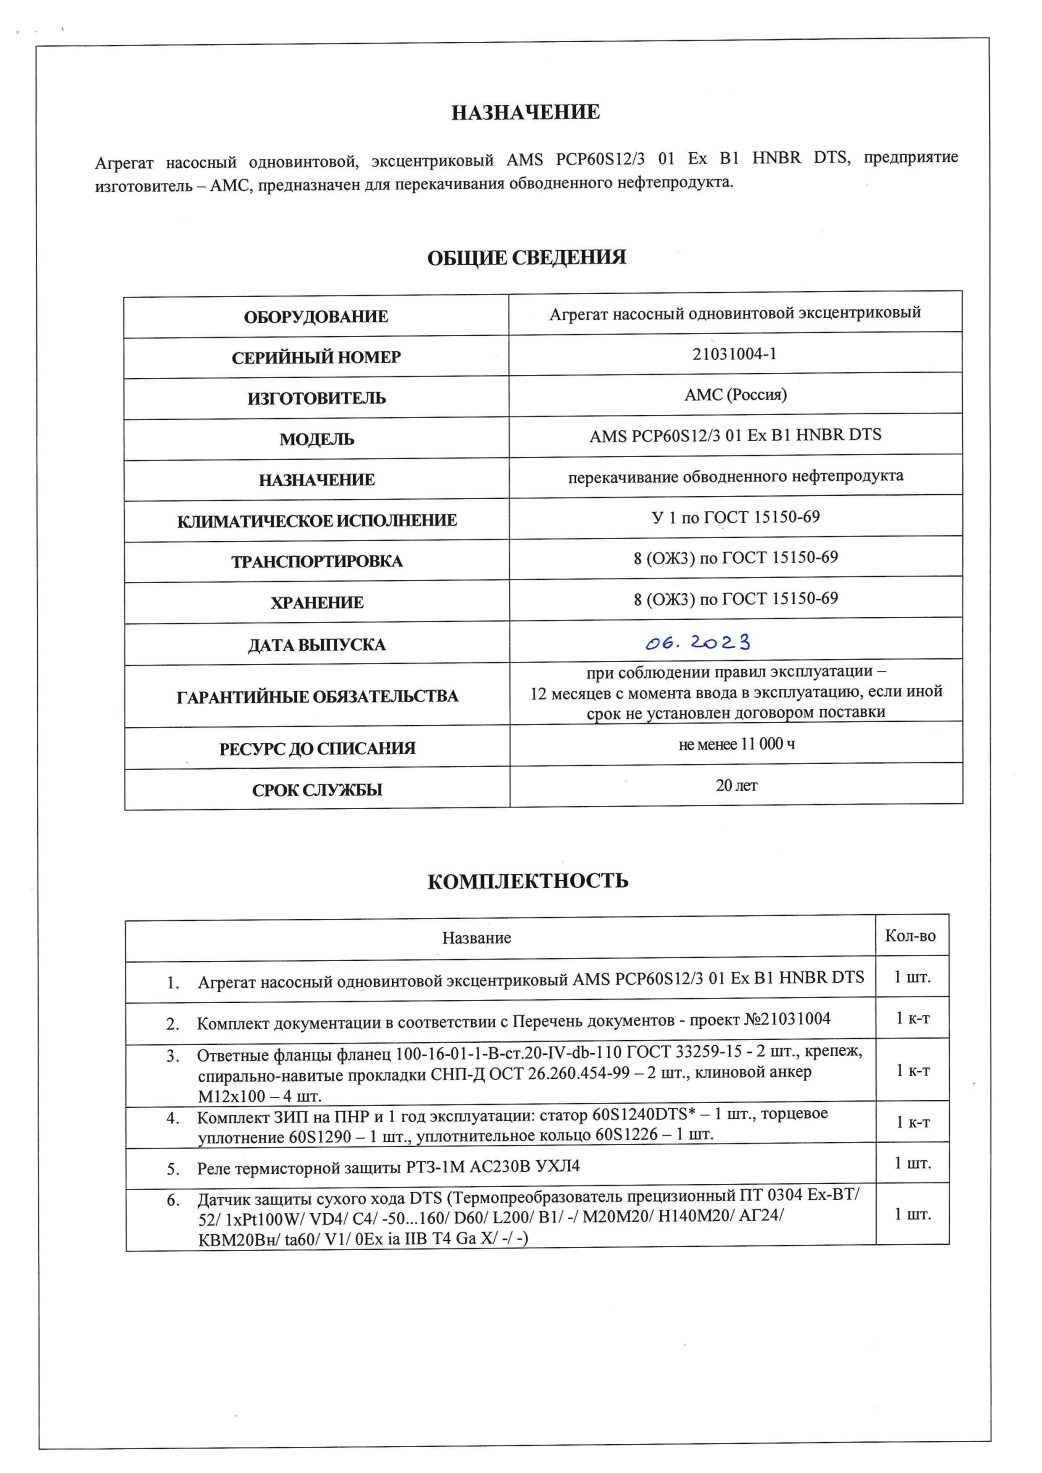 НАЗНАЧЕНИЕ
Агрегат насосный одновинтовой, эксцентриковый AMS PCP60S12/3 01 Ex B1 HNBR DTS, предприятие
изготовитель – АМС, предназначен для перекачивания обводненного нефтепродукта.
ОБЩИЕ СВЕДЕНИЯ
ОБОРУДОВАНИЕ
Агрегат насосный одновинтовой эксцентриковый
СЕРИЙНЫЙ НОМЕР
21031004-1
ИЗГОТОВИТЕЛЬ
АМС (Россия)
МОДЕЛЬ
AMS PCP60S12/3 01 Ex B1 HNBR DTS
НАЗНАЧЕНИЕ
перекачивание обводненного нефтепродукта
КЛИМАТИЧЕСКОЕ ИСПОЛНЕНИЕ
У 1 по ГОСТ 15150-69
ТРАНСПОРТИРОВКА
8 (ОЖ3) по ГОСТ 15150-69
ХРАНЕНИЕ
8 (ОЖ3) по ГОСТ 15150-69
ДАТА ВЫПУСКА
06. 2023
ГАРАНТИЙНЫЕ ОБЯЗАТЕЛЬСТВА
при соблюдении правил эксплуатации –
12 месяцев с момента ввода в эксплуатацию, если иной
срок не установлен договором поставки
РЕСУРС ДО СПИСАНИЯ
не менее 11 000 ч
СРОК СЛУЖБЫ
20 лет
КОМПЛЕКТНОСТЬ
Название
Кол-во
1. Агрегат насосный одновинтовой эксцентриковый AMS PCP60S12/3 01 Ex B1 HNBR DTS
1 шт.
2. Комплект документации в соответствии с Перечень документов - проект №21031004
1 к-т
3. Ответные фланцы фланец 100-16-01-1-В-ст.20-IV-db-110 ГОСТ 33259-15 - 2 шт., крепеж,
спирально-навитые прокладки СНП-Д ОСТ 26.260.454-99 – 2 шт., клиновой анкер
М12х100 – 4 шт.
1 к-т
4. Комплект ЗИП на ПНР и 1 год эксплуатации: статор 60S1240DTS* – 1 шт., торцевое
уплотнение 60S1290 – 1 шт., уплотнительное кольцо 60S1226 – 1 шт.
1 к-т
5. Реле термисторной защиты РТЗ-1М АС230В УХЛ4
1 шт.
6. Датчик защиты сухого хода DTS (Термопреобразователь прецизионный ПТ 0304 Ex-ВТ/
52/ 1xPt100W/ VD4/ C4/ -50...160/ D60/ L200/ B1/ -/ M20M20/ H140M20/ АГ24/
КВМ20Вн/ ta60/ V1/ 0Ex ia IIB T4 Ga X/ -/ -)
1 шт.